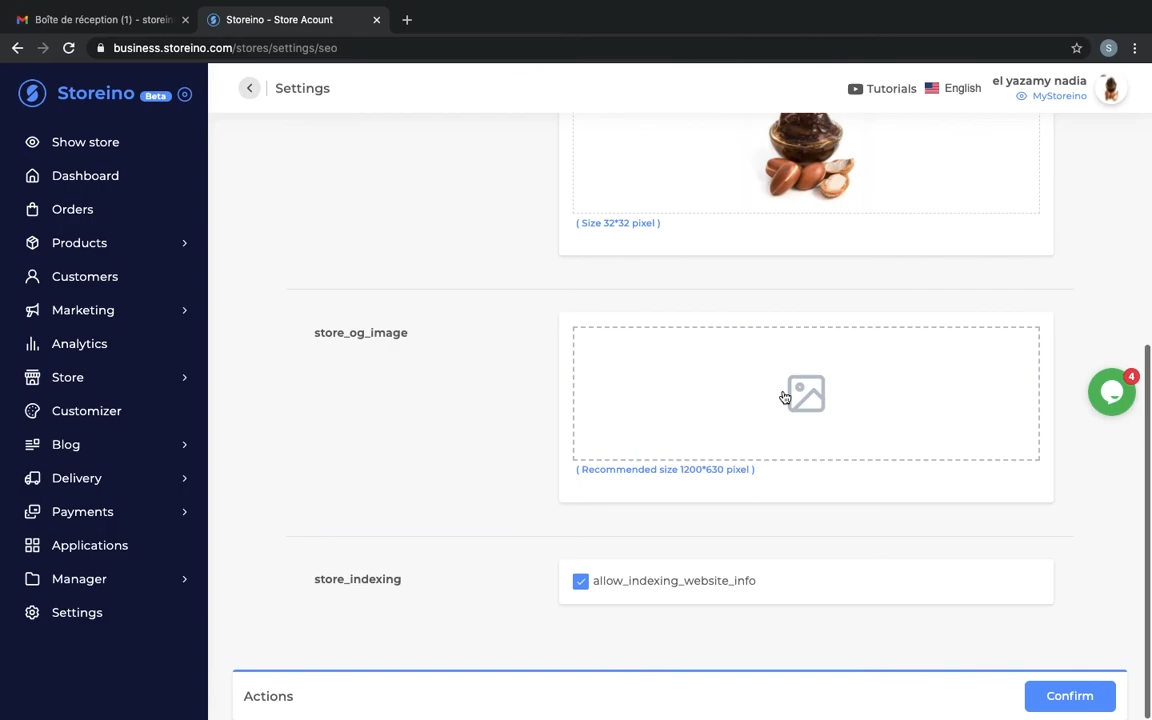 Boîte de réception (1) - storein
Storeino - Store Acount
business.storeino.com/stores/settings/seo
S
Storeino Beta
Settings
Tutorials
English
el yazamy nadia
MyStoreino
Show store
Dashboard
Orders
Products
Customers
Marketing
Analytics
Store
Customizer
Blog
Delivery
Payments
Applications
Manager
Settings
( Size 32*32 pixel )
store_og_image
( Recommended size 1200*630 pixel )
4
store_indexing
allow_indexing_website_info
Actions
Confirm